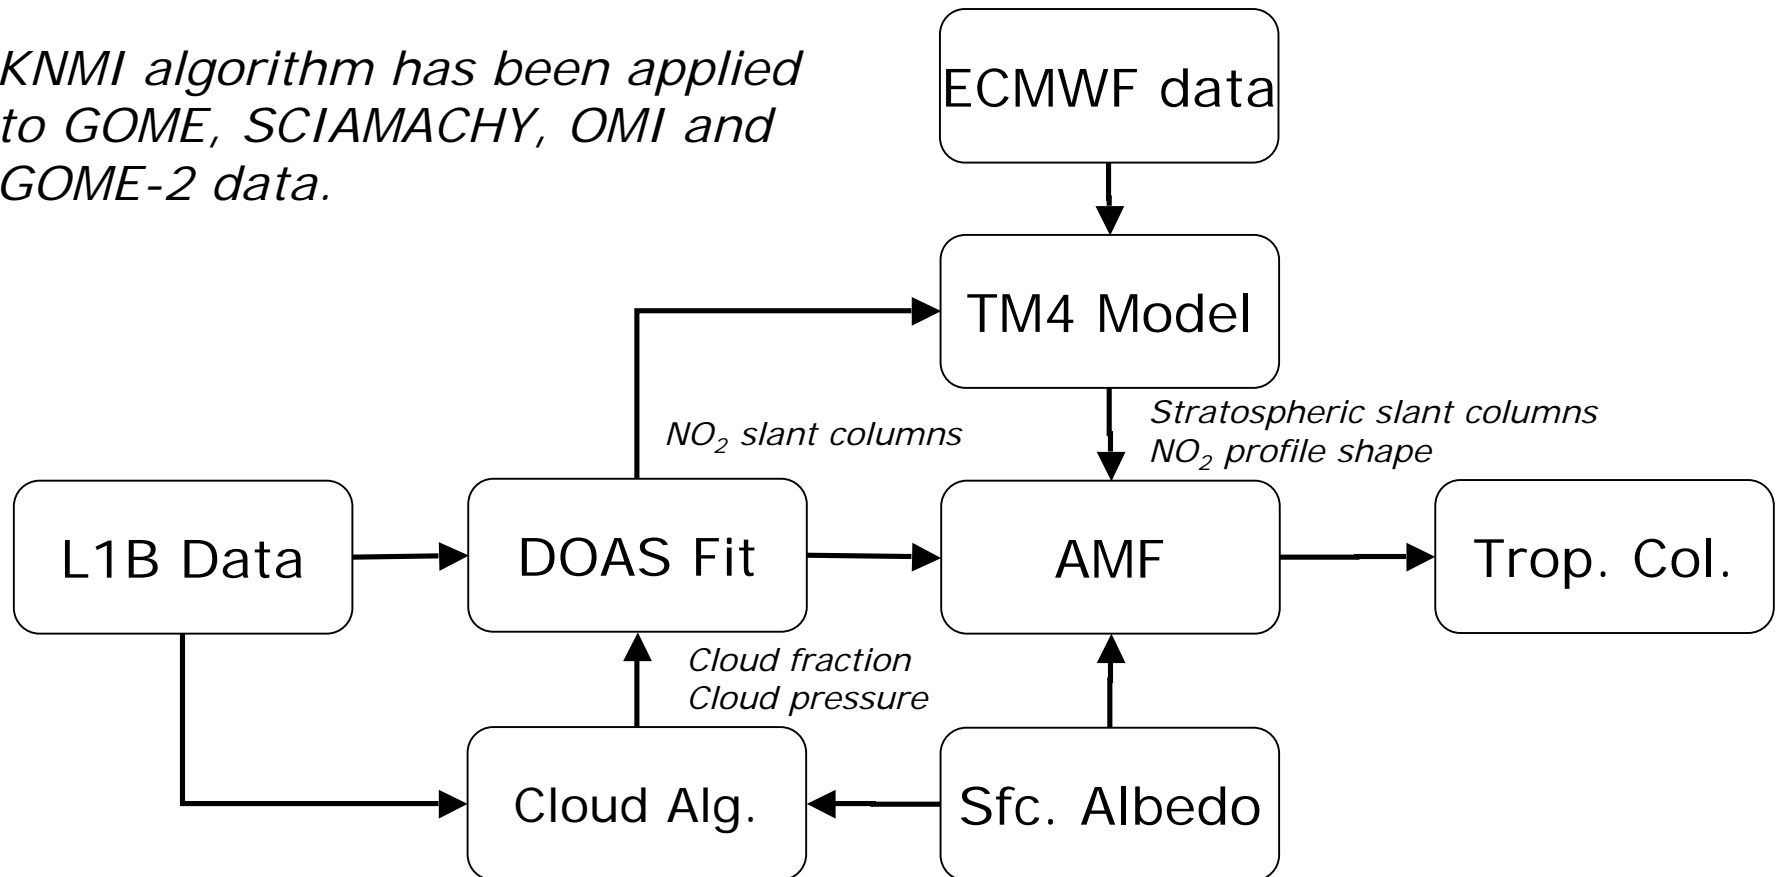 KNMI algorithm has been applied
to GOME, SCIAMACHY, OMI and
GOME-2 data.
ECMWF data
TM4 Model
NO₂ slant columns
Stratospheric slant columns
NO₂ profile shape
L1B Data
DOAS Fit
AMF
Trop. Col.
Cloud fraction
Cloud pressure
Cloud Alg.
Sfc. Albedo